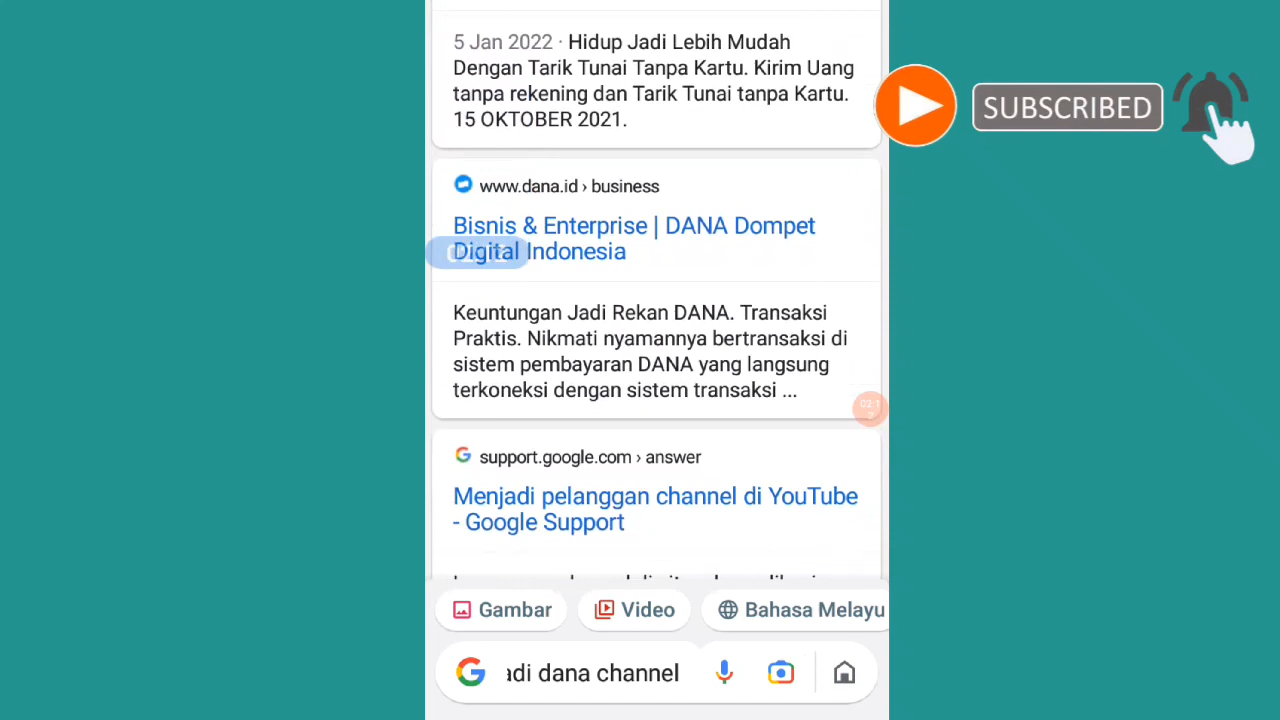 5 Jan 2022 · Hidup Jadi Lebih Mudah
Dengan Tarik Tunai Tanpa Kartu. Kirim Uang
tanpa rekening dan Tarik Tunai tanpa Kartu.
15 OKTOBER 2021.
SUBSCRIBED
www.dana.id › business
Bisnis & Enterprise | DANA Dompet
Digital Indonesia
Keuntungan Jadi Rekan DANA. Transaksi
Praktis. Nikmati nyamannya bertransaksi di
sistem pembayaran DANA yang langsung
terkoneksi dengan sistem transaksi ...
support.google.com › answer
Menjadi pelanggan channel di YouTube
- Google Support
Gambar
Video
Bahasa Melayu
adi dana channel